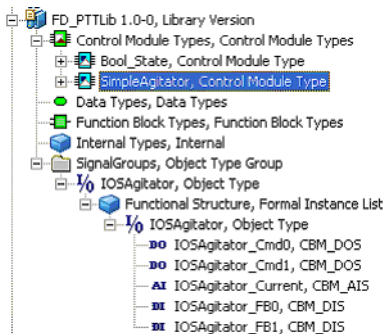 FD_PTTLib 1.0-0, Library Version
Control Module Types, Control Module Types
Bool_State, Control Module Type
SimpleAgitator, Control Module Type
Data Types, Data Types
Function Block Types, Function Block Types
Internal Types, Internal
SignalGroups, Object Type Group
I/O IOSAgitator, Object Type
Functional Structure, Formal Instance List
I/O IOSAgitator, Object Type
DO IOSAgitator_Cmd0, CBM_DOS
DO IOSAgitator_Cmd1, CBM_DOS
AI IOSAgitator_Current, CBM_AIS
DI IOSAgitator_FB0, CBM_DIS
DI IOSAgitator_FB1, CBM_DIS